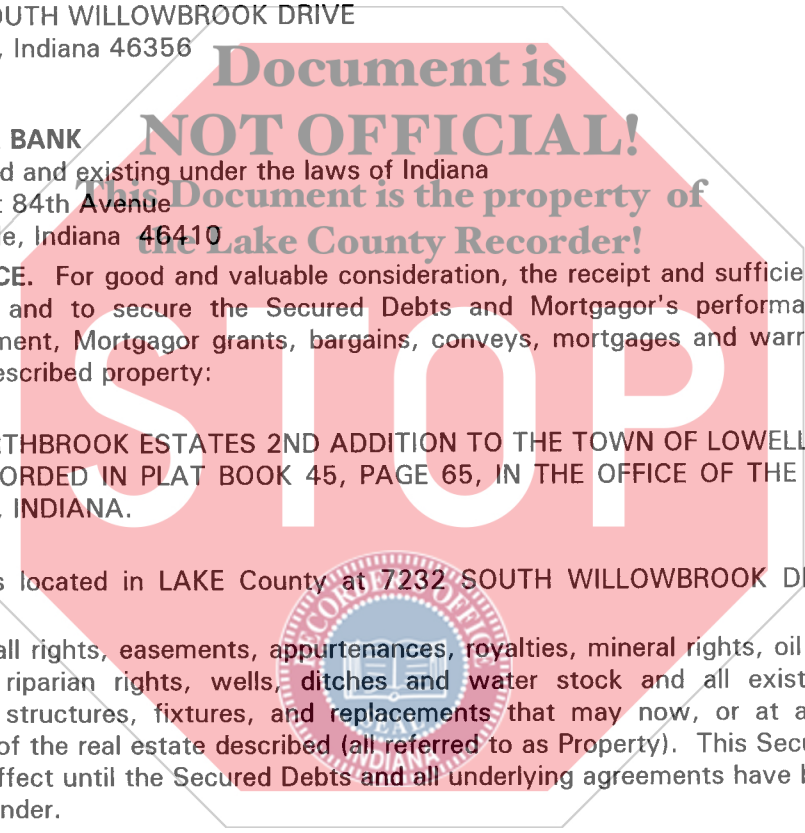 OUTH WILLOWBROOK DRIVE
, Indiana 46356
Document is
NOT OFFICIAL!
BANK
d and existing under the laws of Indiana
This Document is the property of
t 84th Avenue
e, Indiana 46410
the Lake County Recorder!
CE. For good and valuable consideration, the receipt and sufficie
and to secure the Secured Debts and Mortgagor's performa
ment, Mortgagor grants, bargains, conveys, mortgages and warr
escribed property:
STOP
THBROOK ESTATES 2ND ADDITION TO THE TOWN OF LOWELL
ORDED IN PLAT BOOK 45, PAGE 65, IN THE OFFICE OF THE
, INDIANA.
s located in LAKE County at 7232 SOUTH WILLOWBROOK D
RECORDER'S OFFICE
all rights, easements, appurtenances, royalties, mineral rights, oil
riparian rights, wells, ditches and water stock and all exist
structures, fixtures, and replacements that may now, or at a
SEAL
of the real estate described (all referred to as Property). This Secu
INDIANA
ffect until the Secured Debts and all underlying agreements have b
nder.